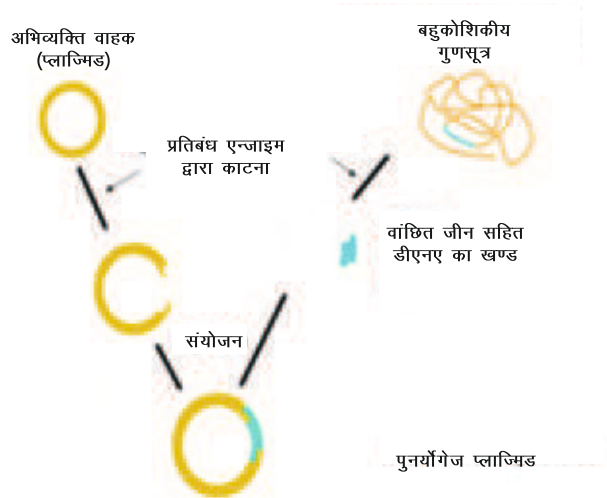 अभिव्यक्ति वाहक
(प्लाज्मिड)
बहुकोशिकीय
गुणसूत्र
प्रतिबंध एन्जाइम
द्वारा काटना
वांछित जीन सहित
डीएनए का खण्ड
संयोजन
पुनर्योगेज प्लाज्मिड